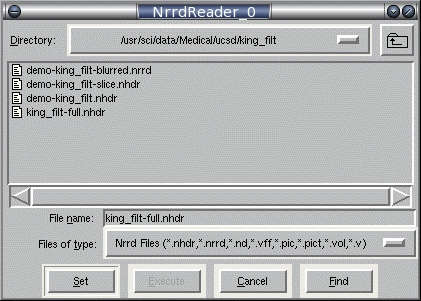 NrrdReader_0
Directory: /usr/sci/data/Medical/ucsd/king_filt
demo-king_filt-blurred.nrrd
demo-king_filt-slice.nhdr
demo-king_filt.nhdr
king_filt-full.nhdr
File name: king_filt-full.nhdr
Files of type: Nrrd Files (*.nhdr,*.nrrd,*.nd,*.vff,*.pic,*.pict,*.vol,*.v)
Set Execute Cancel Find